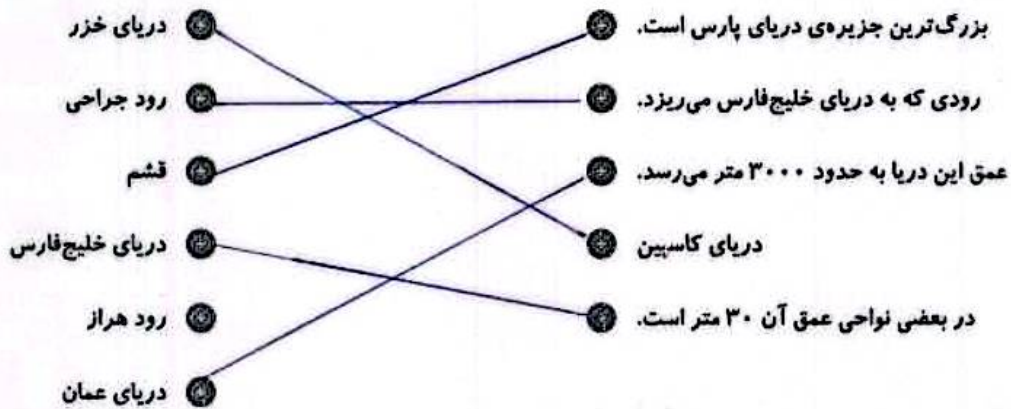 بزرگ‌ترین جزیره‌ی دریای پارس است.
دریای خزر
رودی که به دریای خلیج‌فارس می‌ریزد.
رود جراحی
عمق این دریا به حدود ۳۰۰۰ متر می‌رسد.
قشم
دریای کاسپین
دریای خلیج‌فارس
در بعضی نواحی عمق آن ۳۰ متر است.
رود هراز
دریای عمان